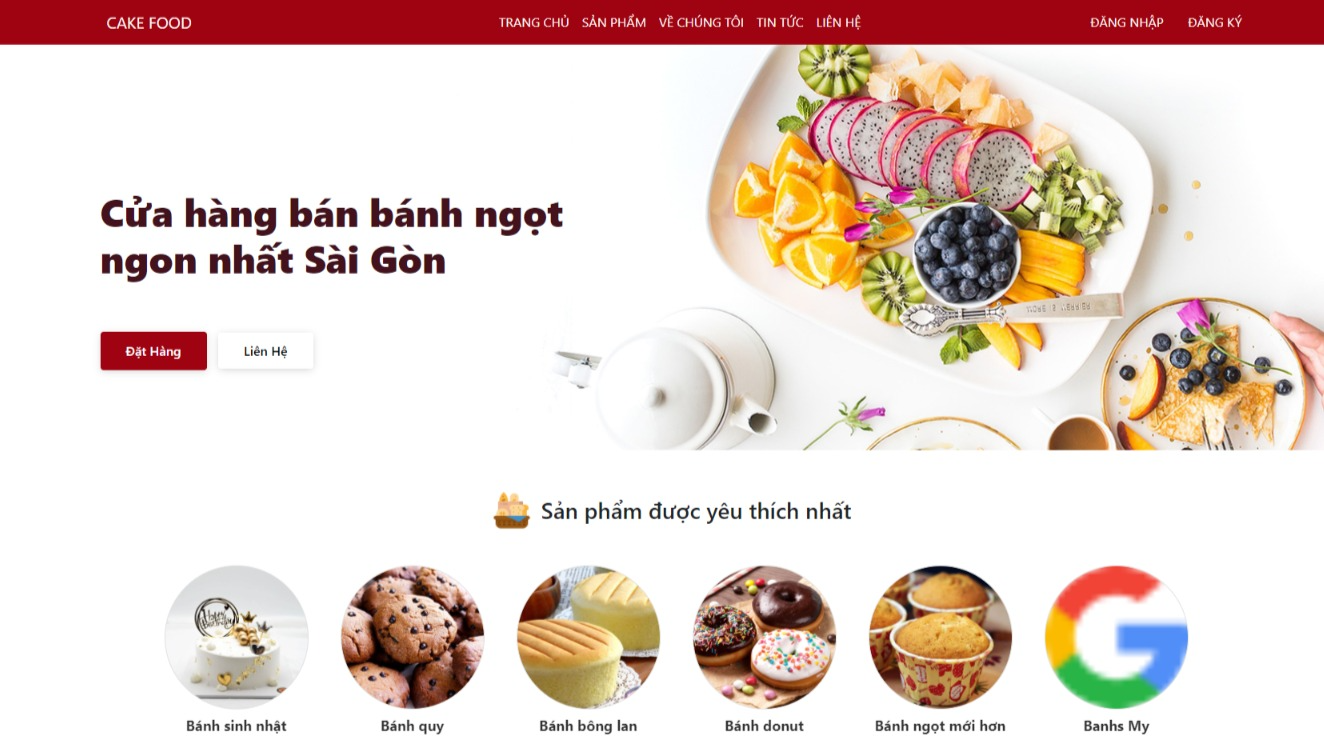 CAKE FOOD
TRANG CHỦ SẢN PHẨM VỀ CHÚNG TÔI TIN TỨC LIÊN HỆ
ĐĂNG NHẬP ĐĂNG KÝ
Cửa hàng bán bánh ngọt
ngon nhất Sài Gòn
Đặt Hàng Liên Hệ
Sản phẩm được yêu thích nhất
Bánh sinh nhật Bánh quy Bánh bông lan Bánh donut Bánh ngọt mới hơn Banhs My